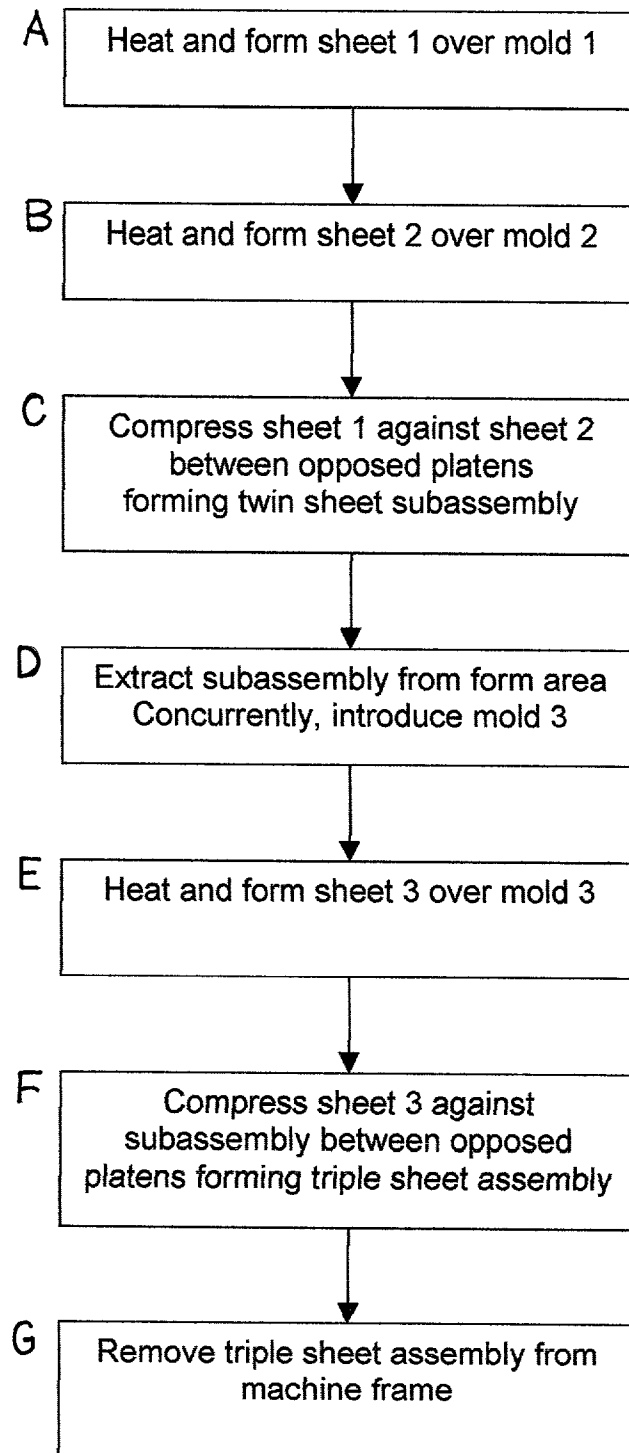 A
Heat and form sheet 1 over mold 1
B
Heat and form sheet 2 over mold 2
C
Compress sheet 1 against sheet 2
between opposed platens
forming twin sheet subassembly
D
Extract subassembly from form area
Concurrently, introduce mold 3
E
Heat and form sheet 3 over mold 3
F
Compress sheet 3 against
subassembly between opposed
platens forming triple sheet assembly
G
Remove triple sheet assembly from
machine frame